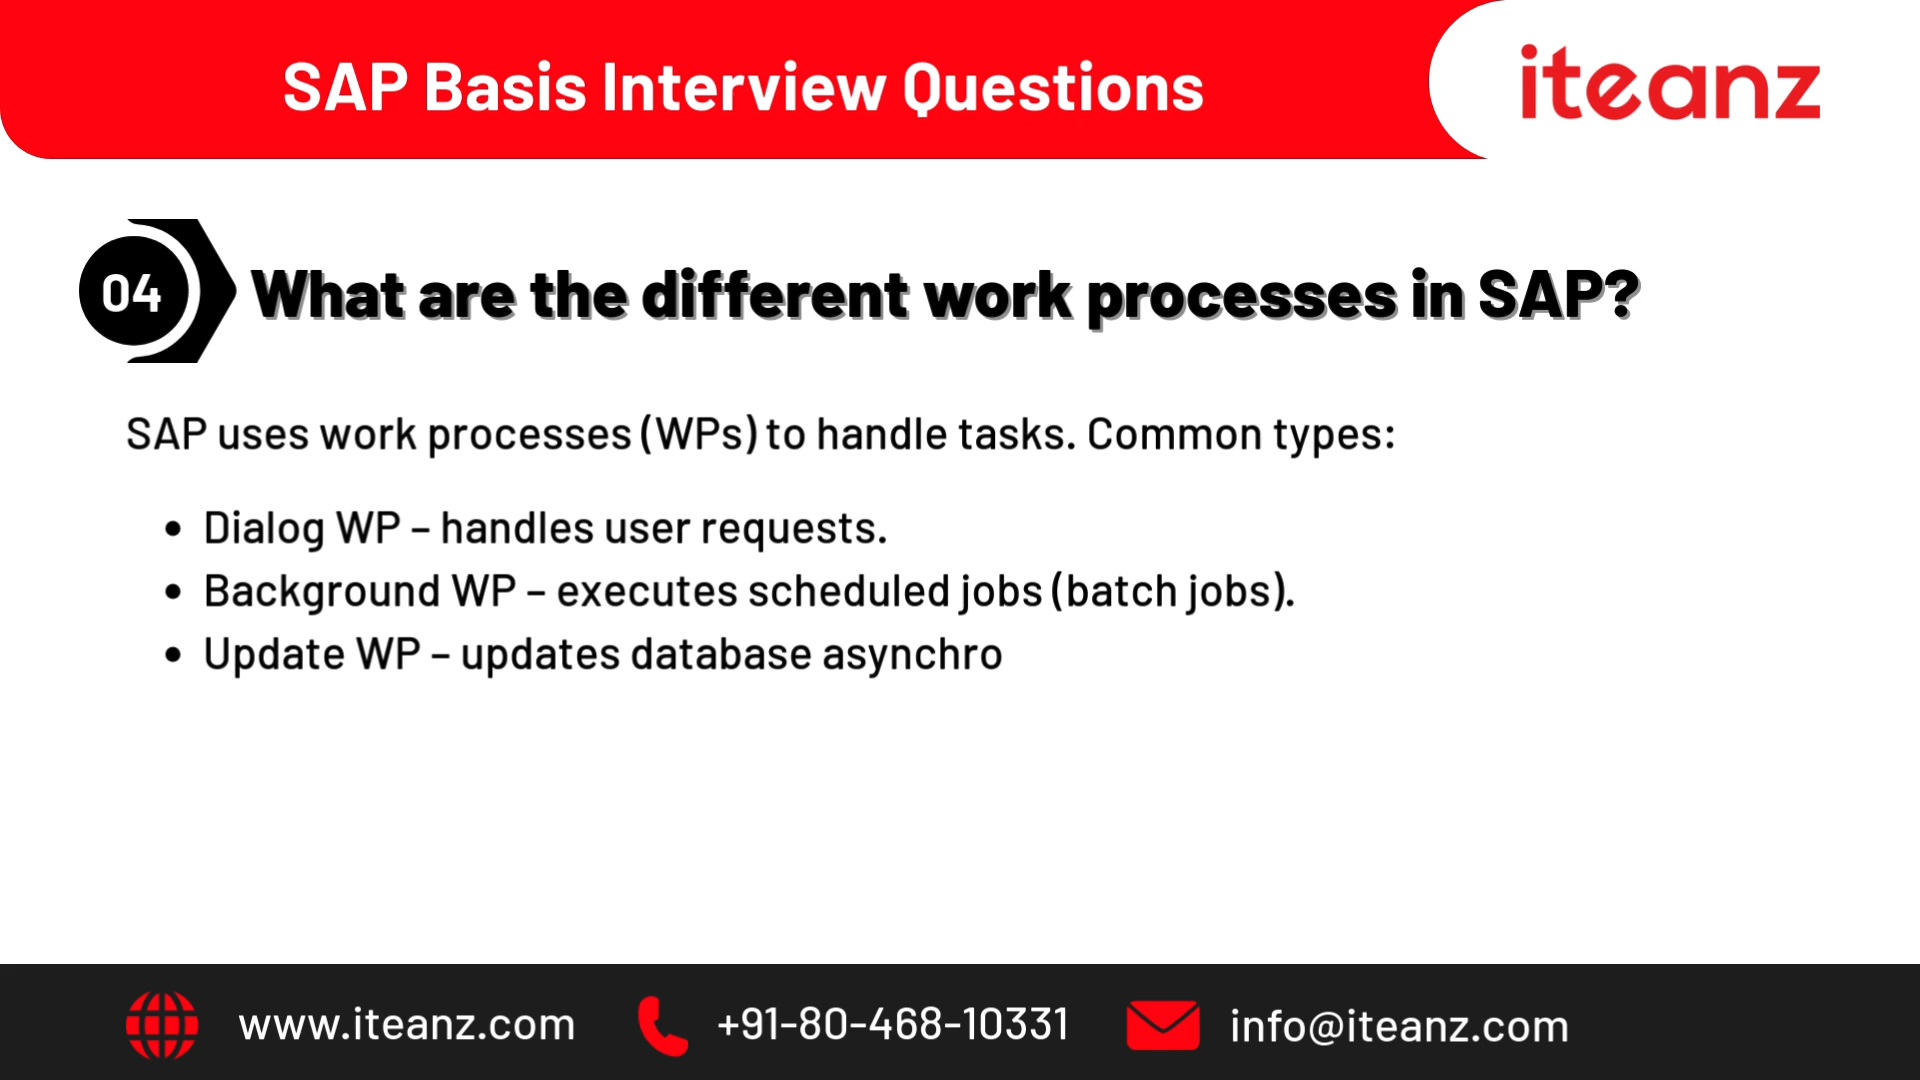 SAP Basis Interview Questions
iteanz
04
What are the different work processes in SAP?
SAP uses work processes (WPs) to handle tasks. Common types:
• Dialog WP – handles user requests.
• Background WP – executes scheduled jobs (batch jobs).
• Update WP – updates database asynchro
www.iteanz.com
+91-80-468-10331
info@iteanz.com